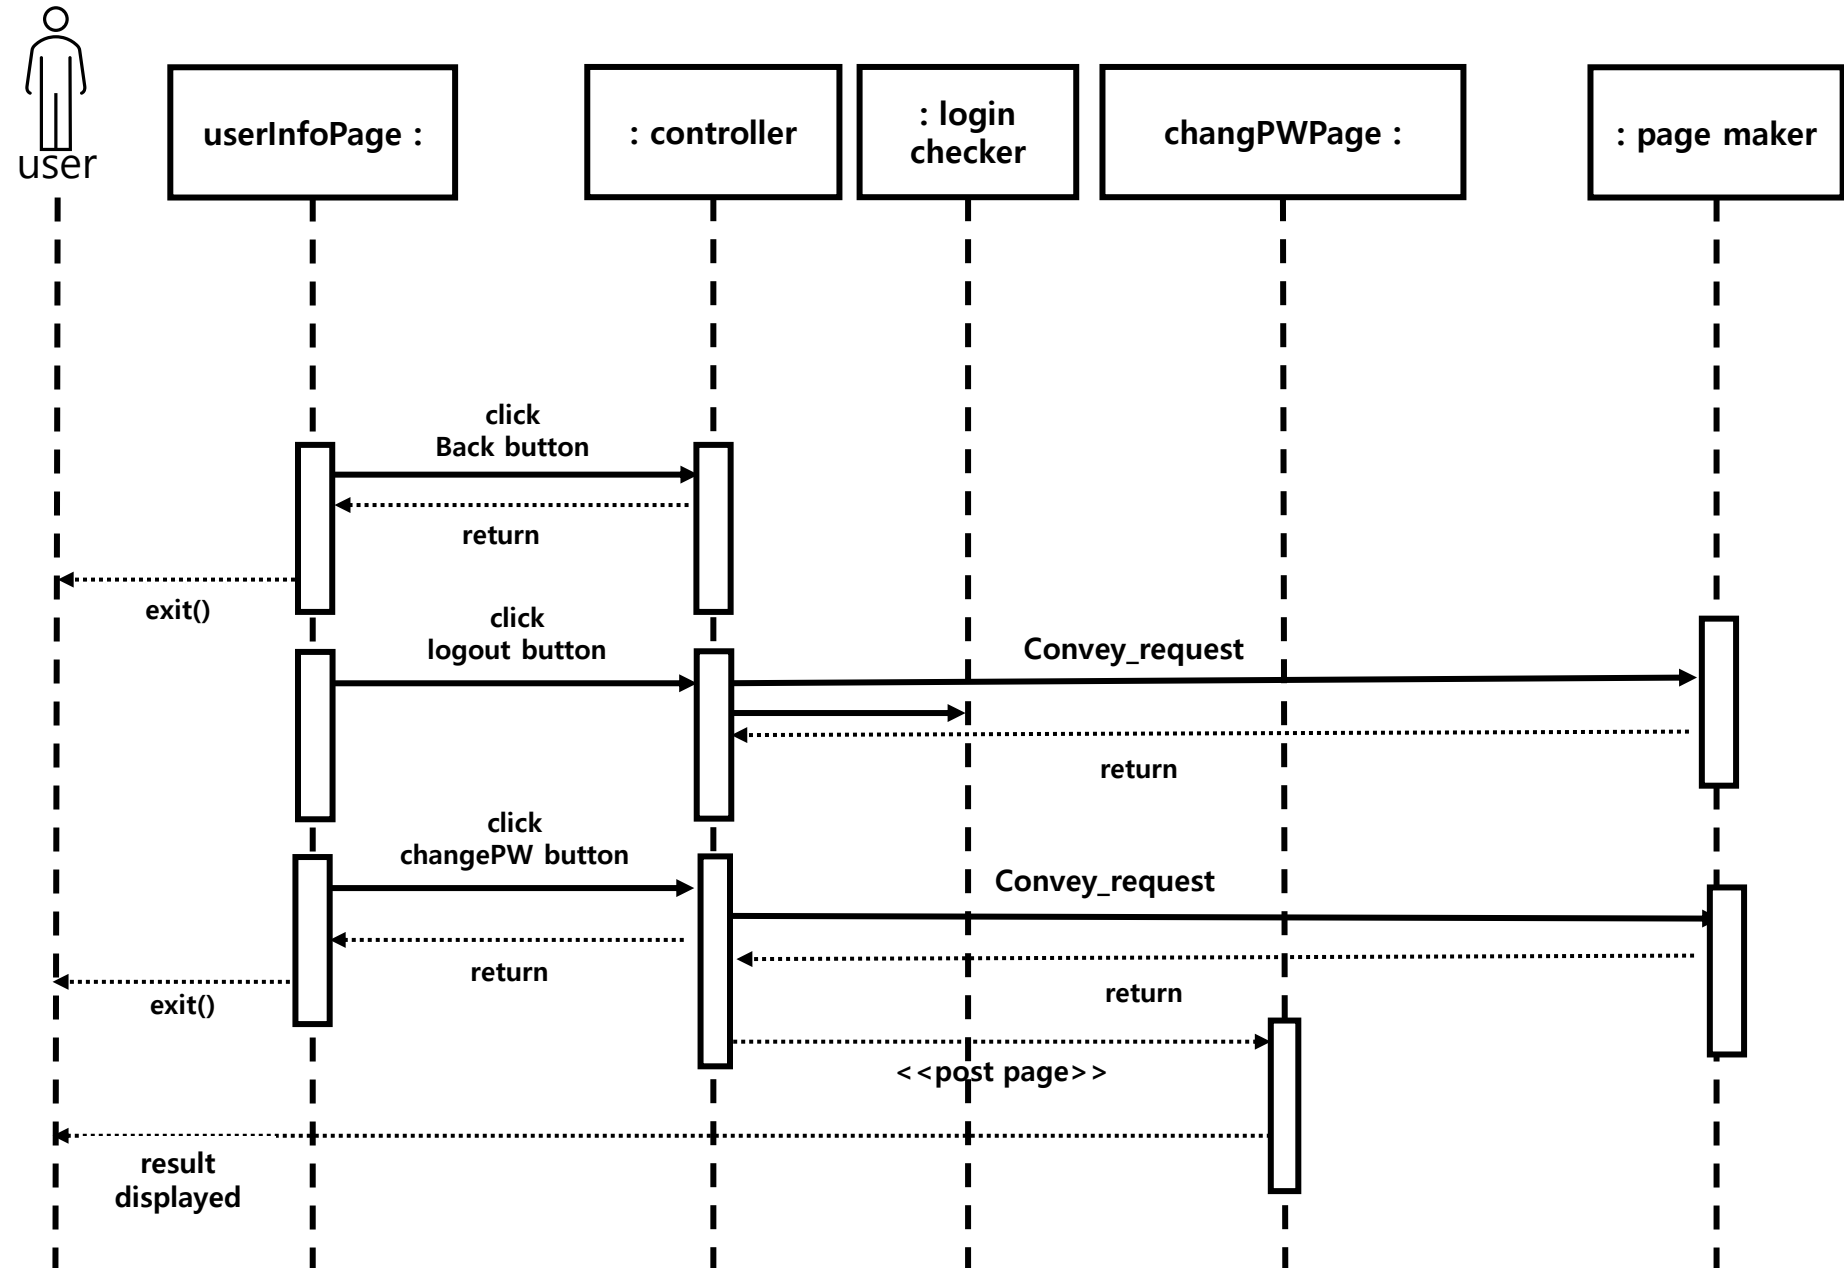 user
userInfoPage :
: controller
: login
checker
changPWPage :
: page maker
click
Back button
return
exit()
click
logout button
Convey_request
return
click
changePW button
Convey_request
return
exit()
return
<<post page>>
result
displayed